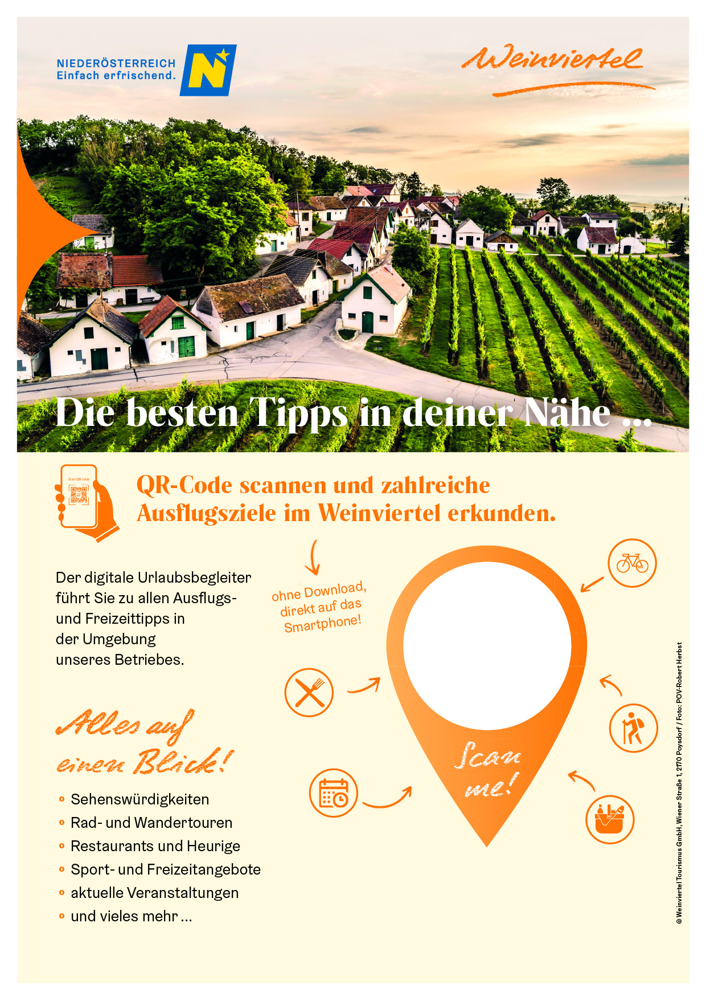 NIEDERÖSTERREICH
Einfach erfrischend.
Weinviertel
Die besten Tipps in deiner Nähe ...
Scan QR code
QR-Code scannen und zahlreiche
Ausflugsziele im Weinviertel erkunden.
ohne Download,
direkt auf das
Smartphone!
Der digitale Urlaubsbegleiter
führt Sie zu allen Ausflugs-
und Freizeittipps in
der Umgebung
unseres Betriebes.
Alles auf
einen Blick!
Sehenswürdigkeiten
Rad- und Wandertouren
Restaurants und Heurige
Sport- und Freizeitangebote
aktuelle Veranstaltungen
und vieles mehr ...
Scan
me!
© Weinviertel Tourismus GmbH, Wiener Straße 1, 2170 Poysdorf / Foto: POV-Robert Herbst